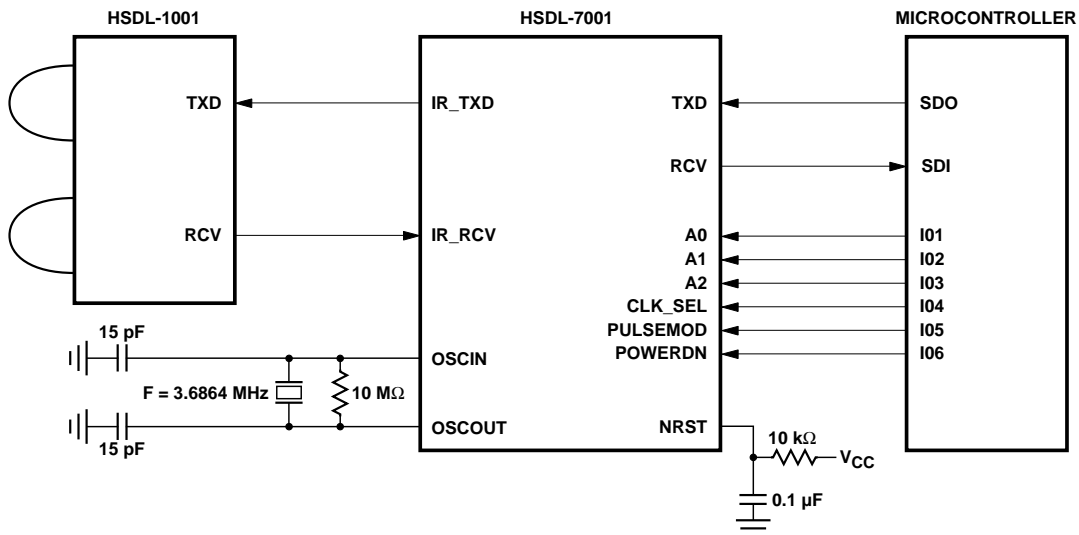 HSDL-1001
HSDL-7001
MICROCONTROLLER
TXD
IR_TXD
TXD
SDO
RCV
SDI
RCV
IR_RCV
A0
I01
A1
I02
A2
I03
CLK_SEL
I04
PULSEMOD
I05
POWERDN
I06
15 pF
OSCIN
F = 3.6864 MHz
10 MΩ
OSCOUT
15 pF
NRST
10 kΩ
VCC
0.1 µF